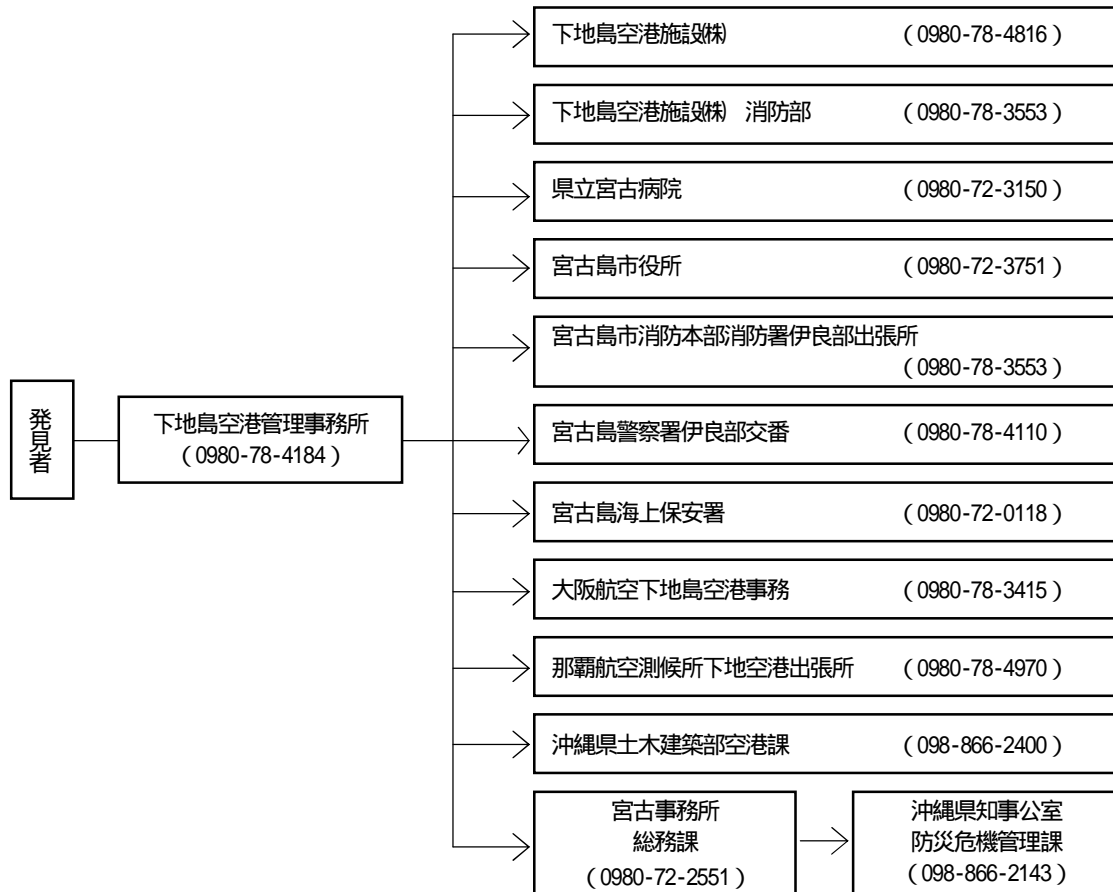 下地島空港施設㈱ (0980-78-4816)
下地島空港施設㈱ 消防部 (0980-78-3553)
県立宮古病院 (0980-72-3150)
宮古島市役所 (0980-72-3751)
宮古島市消防本部消防署伊良部出張所
(0980-78-3553)
発見者
下地島空港管理事務所
(0980-78-4184)
宮古島警察署伊良部交番 (0980-78-4110)
宮古島海上保安署 (0980-72-0118)
大阪航空下地島空港事務 (0980-78-3415)
那覇航空測候所下地空港出張所 (0980-78-4970)
沖縄県土木建築部空港課 (098-866-2400)
宮古事務所
総務課
(0980-72-2551)
沖縄県知事公室
防災危機管理課
(098-866-2143)